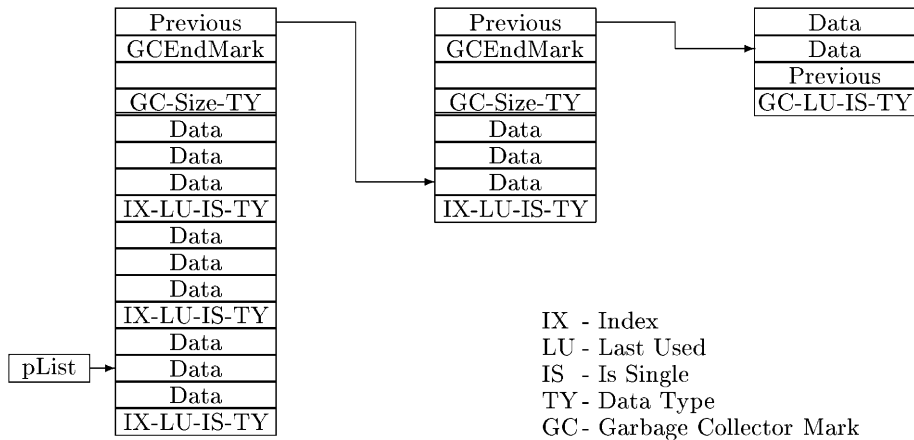 Previous
GCEndMark
GC-Size-TY
Data
Data
Data
IX-LU-IS-TY
Data
Data
Data
IX-LU-IS-TY
Data
Data
Data
IX-LU-IS-TY
pList
Previous
GCEndMark
GC-Size-TY
Data
Data
Data
IX-LU-IS-TY
Data
Data
Previous
GC-LU-IS-TY
IX - Index
LU - Last Used
IS - Is Single
TY - Data Type
GC - Garbage Collector Mark